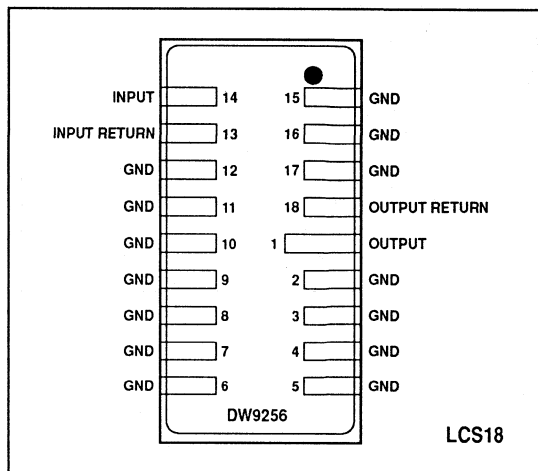 INPUT 14 15 GND
INPUT RETURN 13 16 GND
GND 12 17 GND
GND 11 18 OUTPUT RETURN
GND 10 1 OUTPUT
GND 9 2 GND
GND 8 3 GND
GND 7 4 GND
GND 6 5 GND
DW9256
LCS18